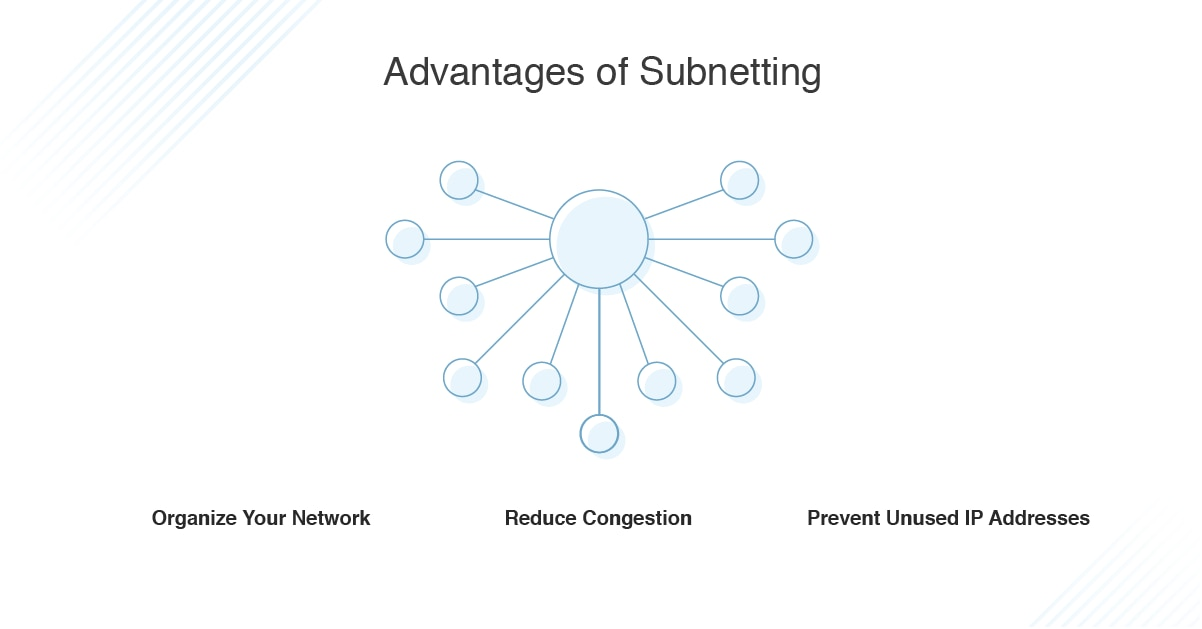 Advantages of Subnetting
Organize Your Network
Reduce Congestion
Prevent Unused IP Addresses